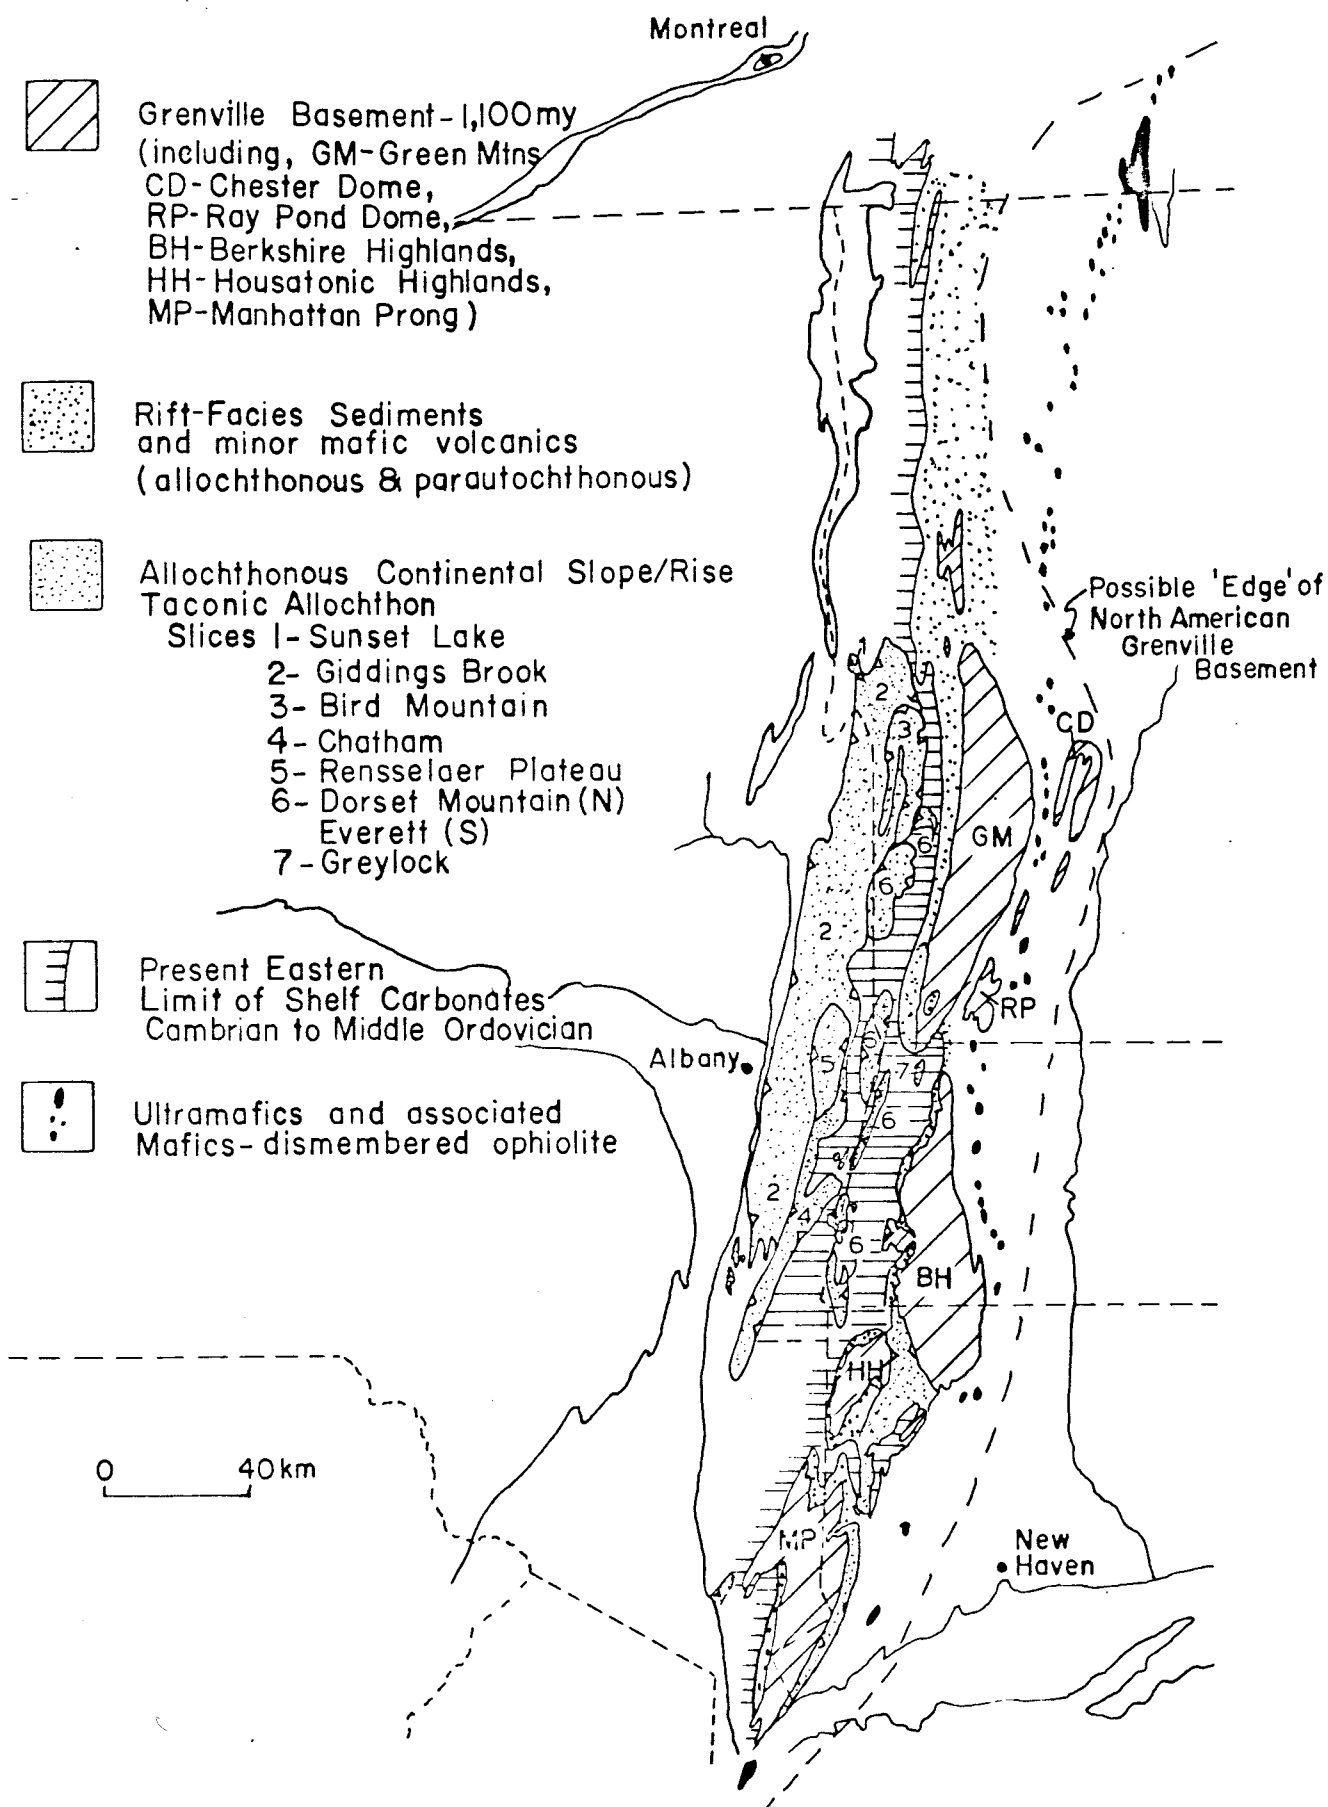 Montreal
Grenville Basement-1,100my
(including, GM-Green Mtns
CD-Chester Dome,
RP-Ray Pond Dome,
BH-Berkshire Highlands,
HH-Housatonic Highlands,
MP-Manhattan Prong)
Rift-Facies Sediments
and minor mafic volcanics
(allochthonous & parautochthonous)
Allochthonous Continental Slope/Rise
Taconic Allochthon
Slices 1-Sunset Lake
2- Giddings Brook
3- Bird Mountain
4- Chatham
5- Rensselaer Plateau
6- Dorset Mountain (N)
Everett (S)
7-Greylock
Present Eastern
Limit of Shelf Carbonates
Cambrian to Middle Ordovician
Ultramafics and associated
Mafics-dismembered ophiolite
Possible 'Edge' of
North American
Grenville
Basement
1
2
3
CD
GM
6
6
2
RP
Albany
5
6
7
6
2
4
6
BH
HH
0 40km
MP
New
Haven